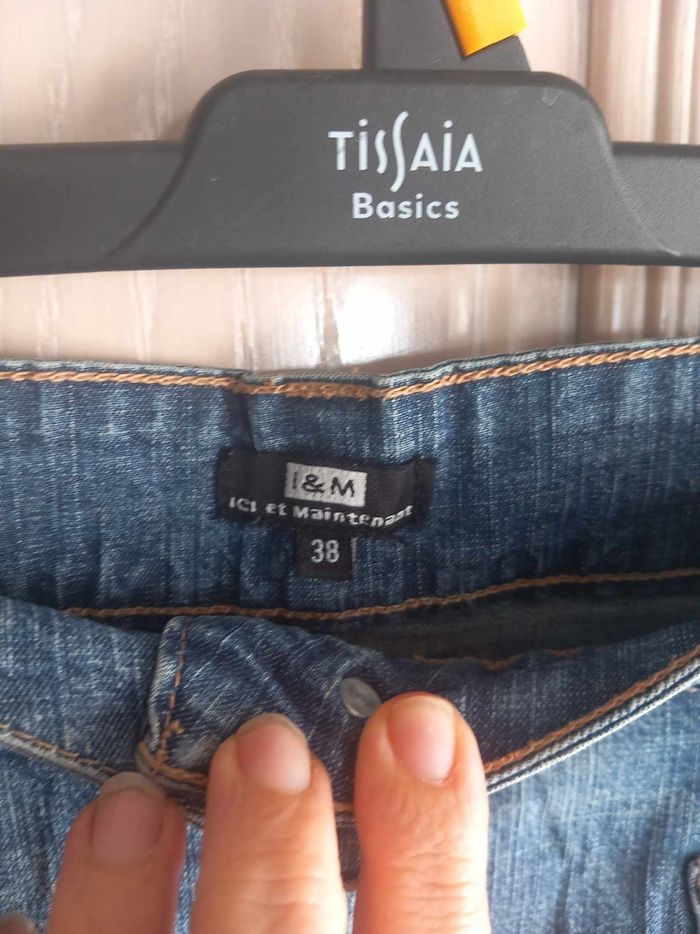 TISSAIA
Basics
I&M
ICI et Maintenant
38